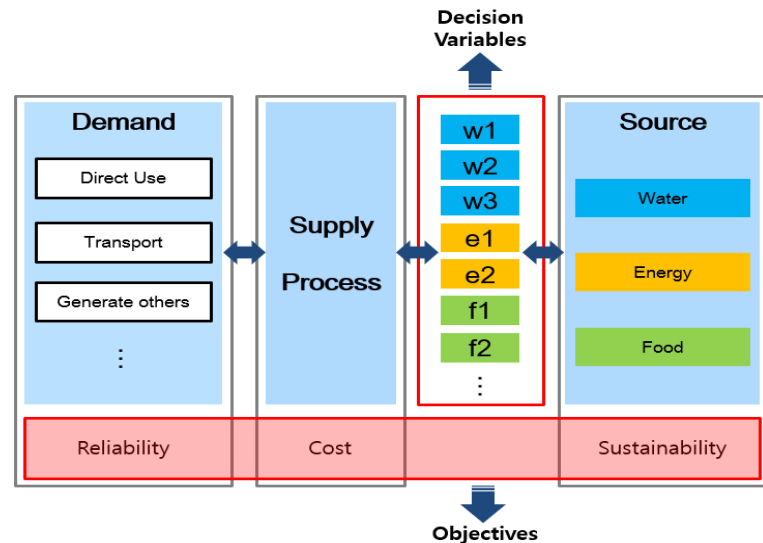 Decision
Variables
Demand
Direct Use
Transport
Generate others
⋮
Supply
Process
w1
w2
w3
e1
e2
f1
f2
⋮
Source
Water
Energy
Food
Reliability
Cost
Sustainability
Objectives